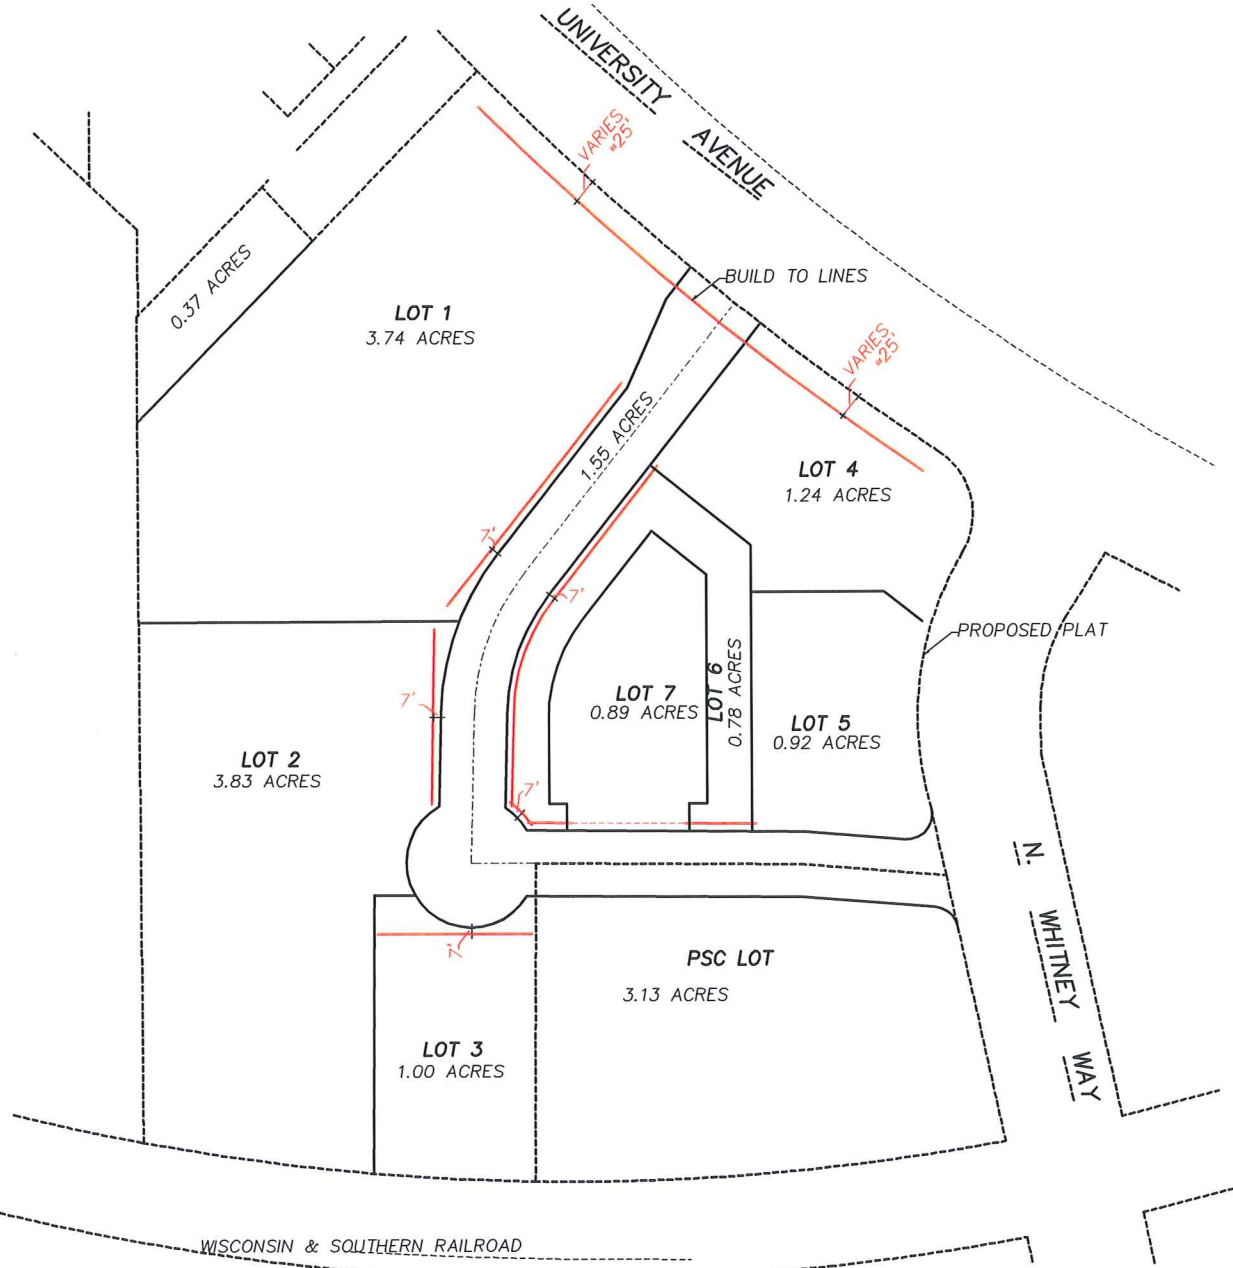 UNIVERSITY AVENUE
VARIES,
≈25'
BUILD TO LINES
0.37 ACRES
LOT 1
3.74 ACRES
VARIES,
≈25'
1.55 ACRES
LOT 4
1.24 ACRES
7'
7'
PROPOSED PLAT
7'
LOT 7
0.89 ACRES
LOT 6
0.78 ACRES
LOT 5
0.92 ACRES
LOT 2
3.83 ACRES
7'
N. WHITNEY WAY
7'
PSC LOT
3.13 ACRES
LOT 3
1.00 ACRES
WISCONSIN & SOUTHERN RAILROAD